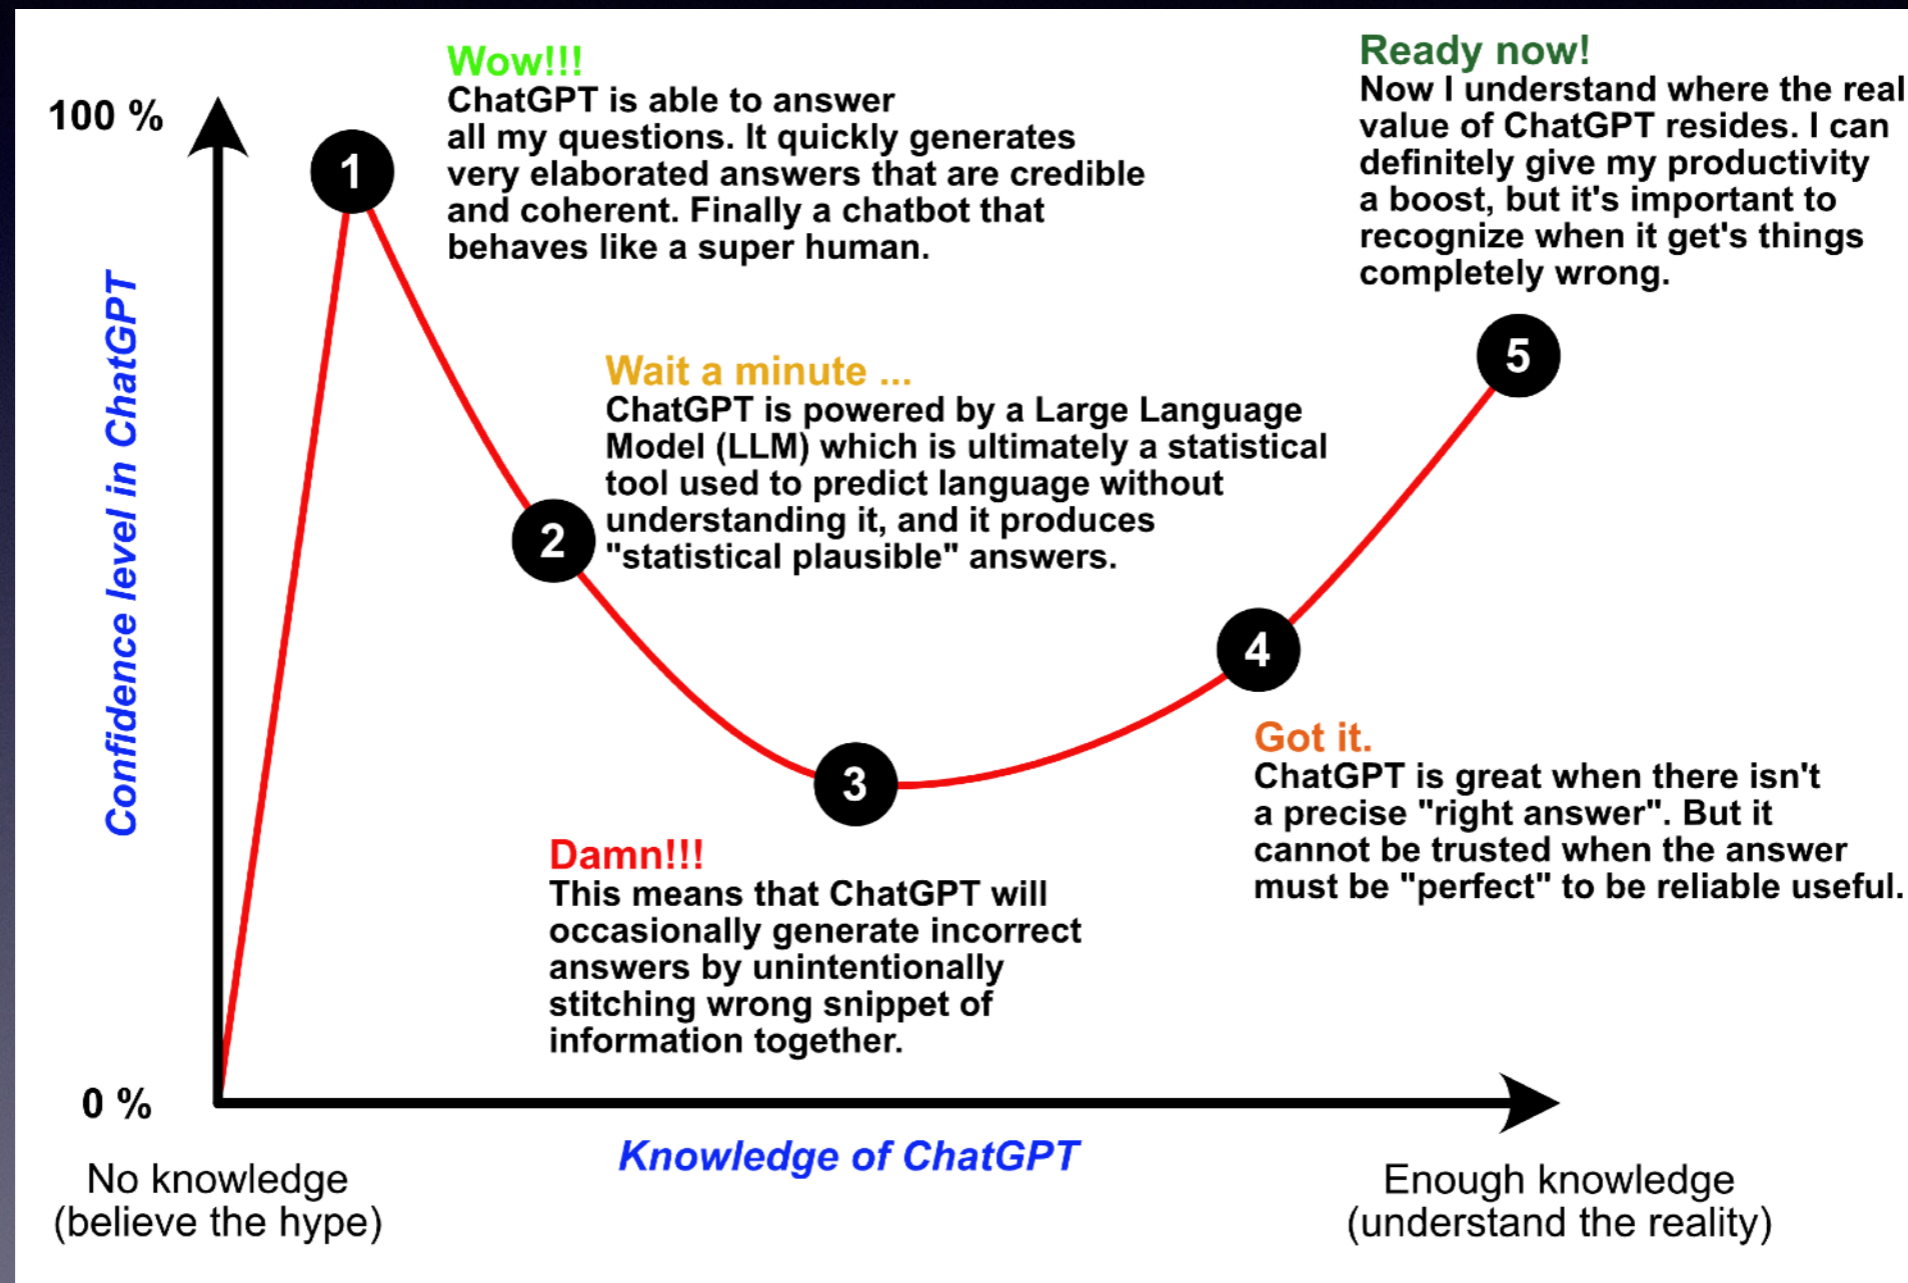 100 %
Confidence level in ChatGPT
0 %
1
Wow!!!
ChatGPT is able to answer
all my questions. It quickly generates
very elaborated answers that are credible
and coherent. Finally a chatbot that
behaves like a super human.
2
Wait a minute ...
ChatGPT is powered by a Large Language
Model (LLM) which is ultimately a statistical
tool used to predict language without
understanding it, and it produces
"statistical plausible" answers.
3
Damn!!!
This means that ChatGPT will
occasionally generate incorrect
answers by unintentionally
stitching wrong snippet of
information together.
4
Got it.
ChatGPT is great when there isn't
a precise "right answer". But it
cannot be trusted when the answer
must be "perfect" to be reliable useful.
5
Ready now!
Now I understand where the real
value of ChatGPT resides. I can
definitely give my productivity
a boost, but it's important to
recognize when it get's things
completely wrong.
No knowledge
(believe the hype)
Knowledge of ChatGPT
Enough knowledge
(understand the reality)